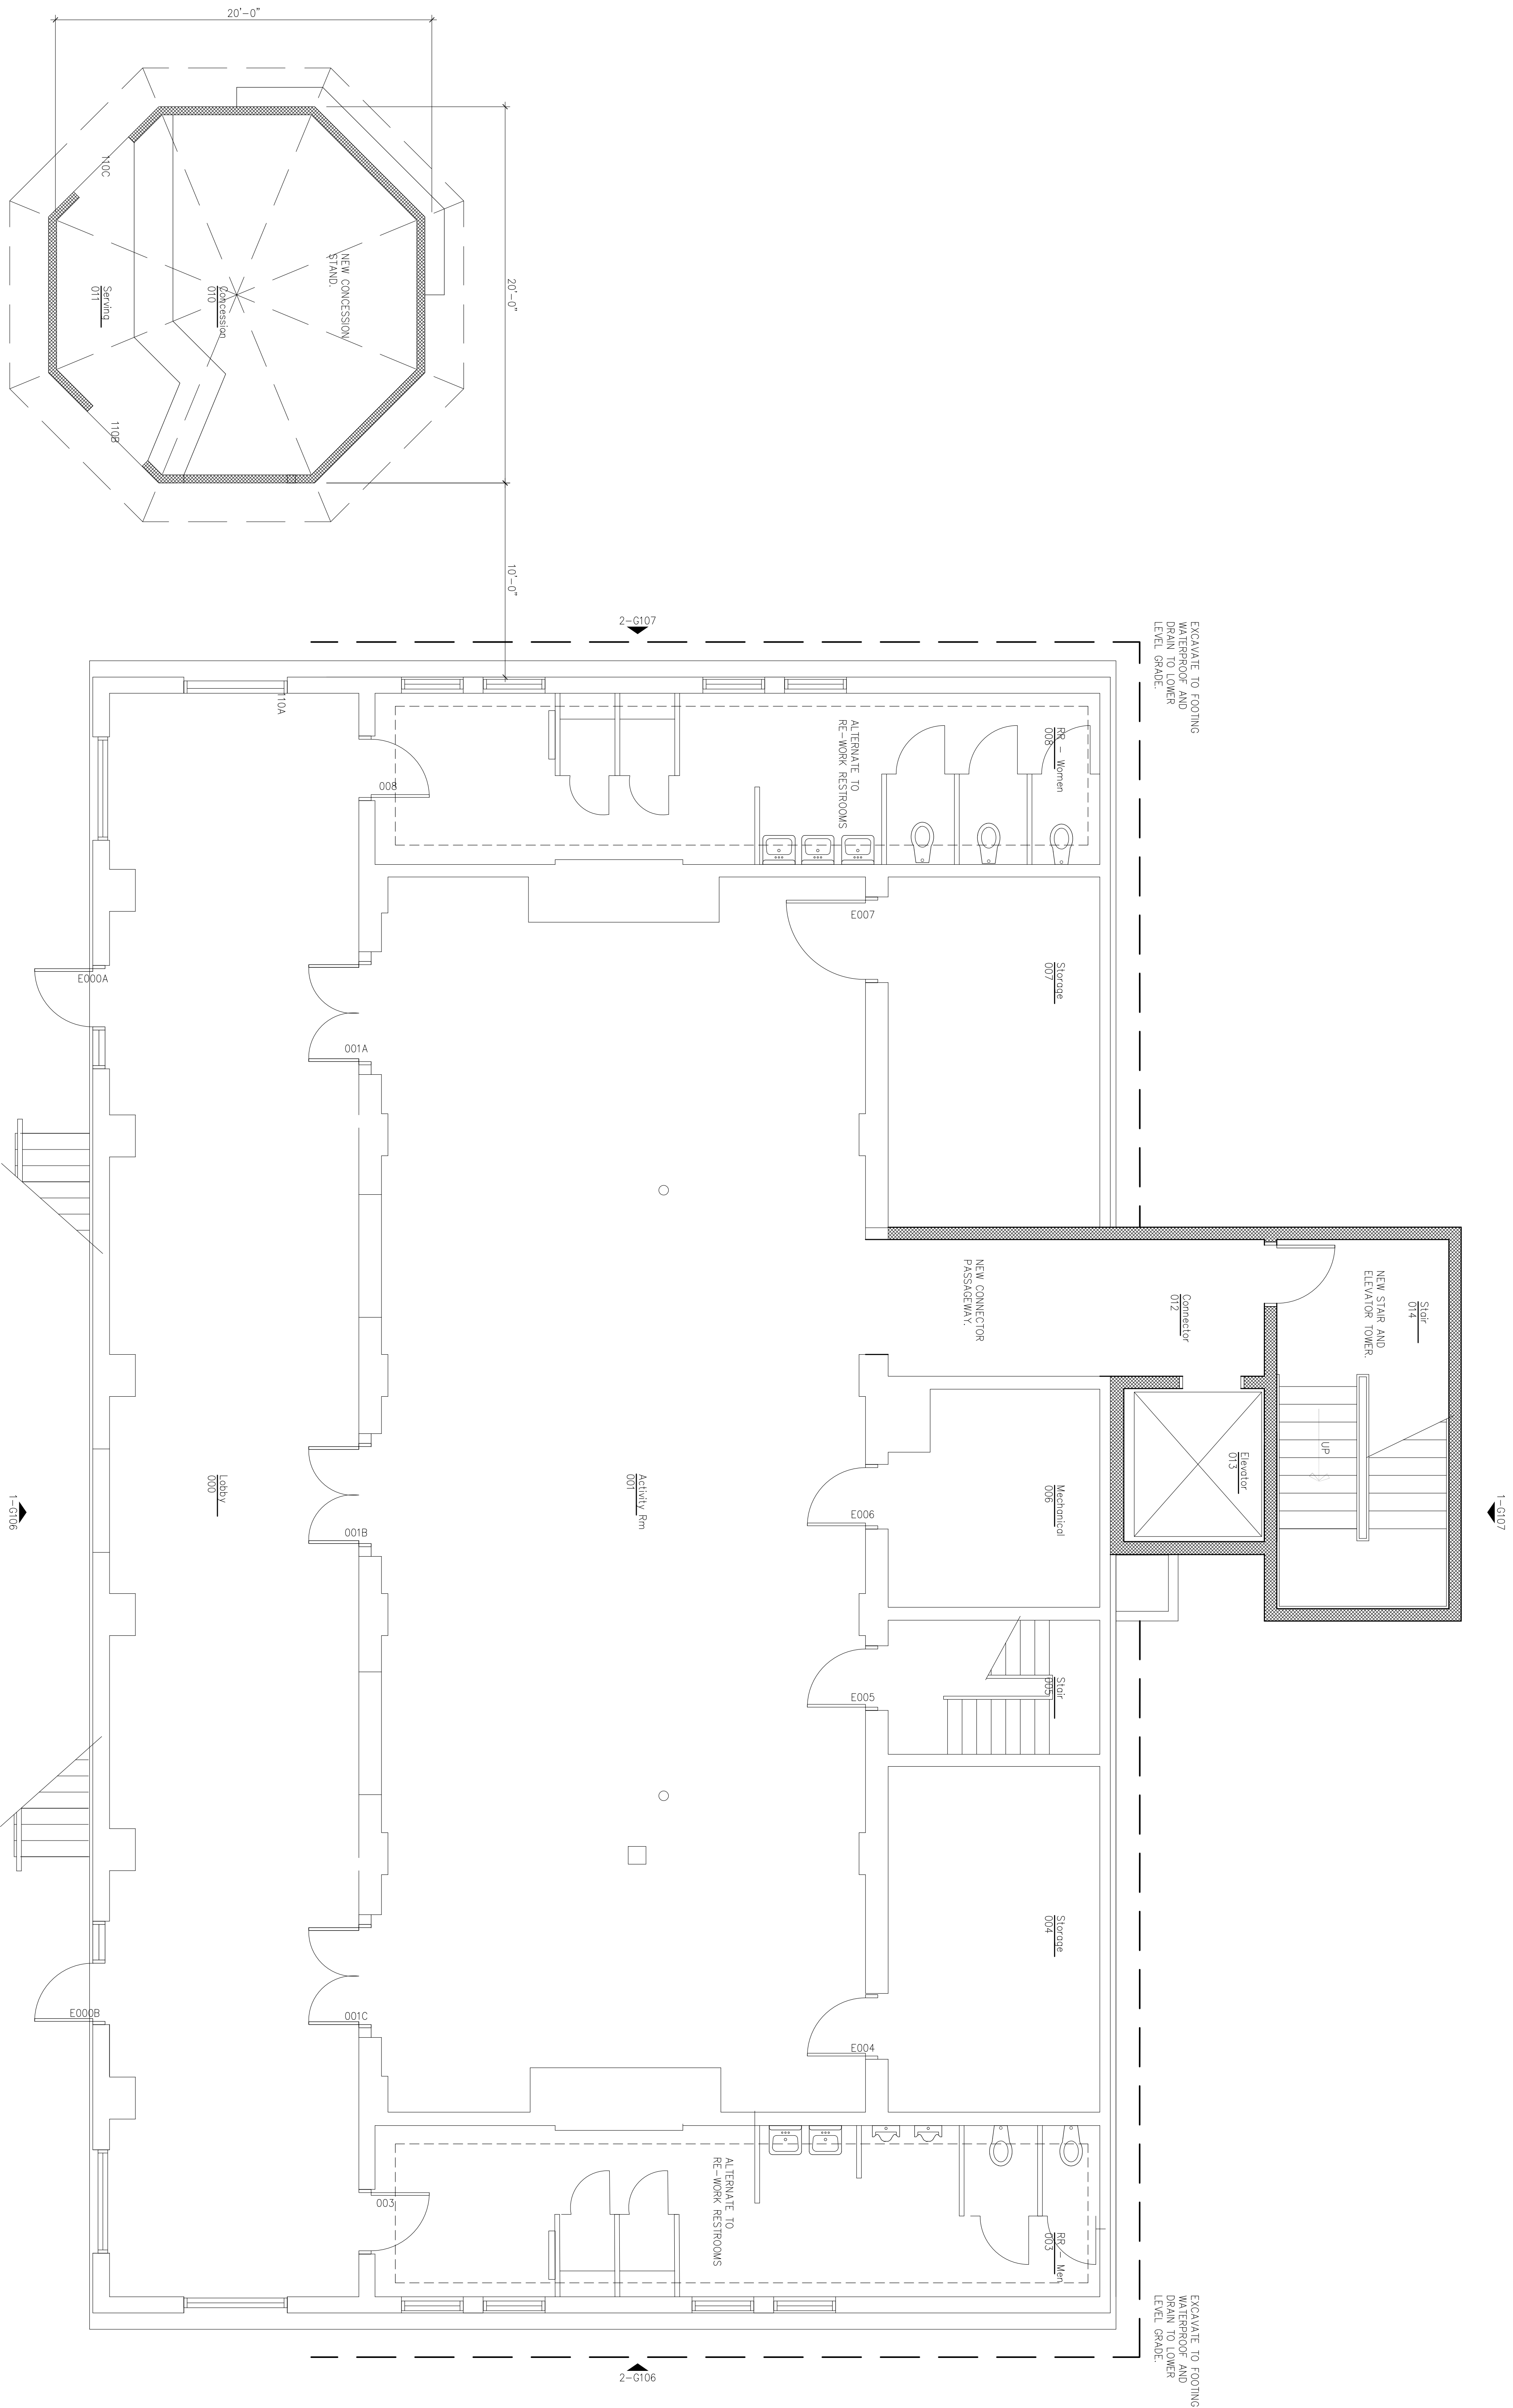 20'-0"
20'-0"
10'-0"
110C
110B
NEW CONCESSION
STAND.
Concession
010
Serving
011
EXCAVATE TO FOOTING
WATERPROOF AND
DRAIN TO LOWER
LEVEL GRADE.
2-G107
110A
008
ALTERNATE TO
RE-WORK RESTROOMS
RR - Women
008
E007
Storage
007
E000A
001A
NEW CONNECTOR
PASSAGEWAY.
Connector
012
NEW STAIR AND
ELEVATOR TOWER.
Stair
014
UP
Elevator
013
1-G107
Mechanical
006
E006
Activity Rm
001
Lobby
000
1-G106
001B
Stair
005
E005
Storage
004
E004
E000B
001C
003
ALTERNATE TO
RE-WORK RESTROOMS
RR - Men
003
2-G106
EXCAVATE TO FOOTING
WATERPROOF AND
DRAIN TO LOWER
LEVEL GRADE.